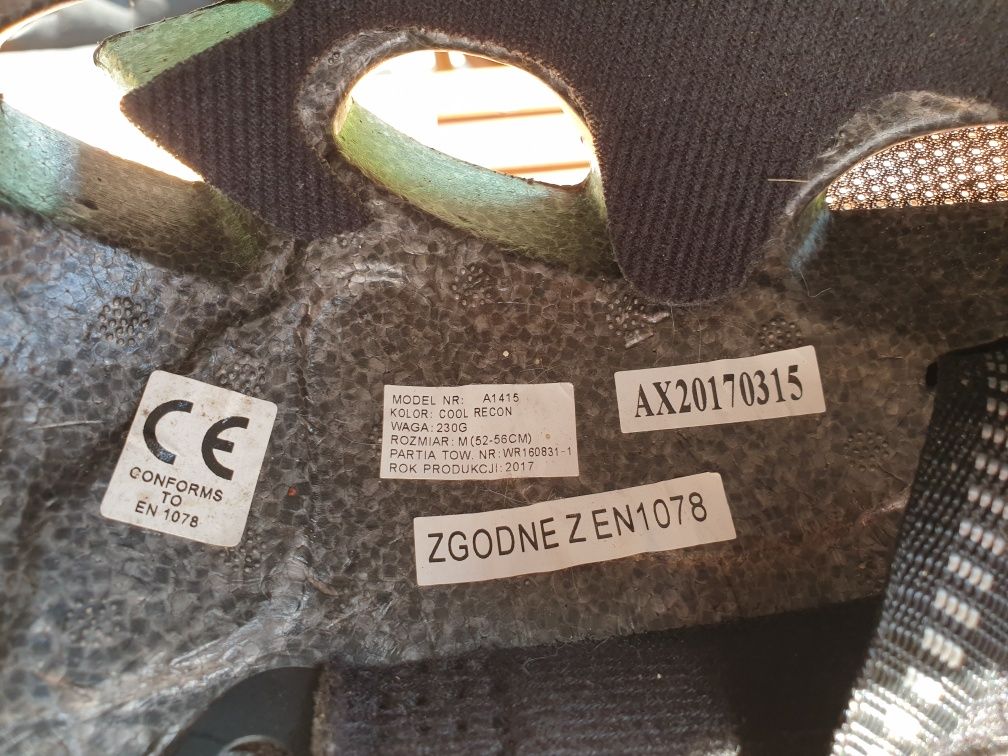 CE
CONFORMS
TO
EN 1078
MODEL NR: A1415
KOLOR: COOL RECON
WAGA: 230G
ROZMIAR: M (52-56CM)
PARTIA TOW. NR: WR160831-1
ROK PRODUKCJI: 2017
AX20170315
ZGODNE Z EN1078